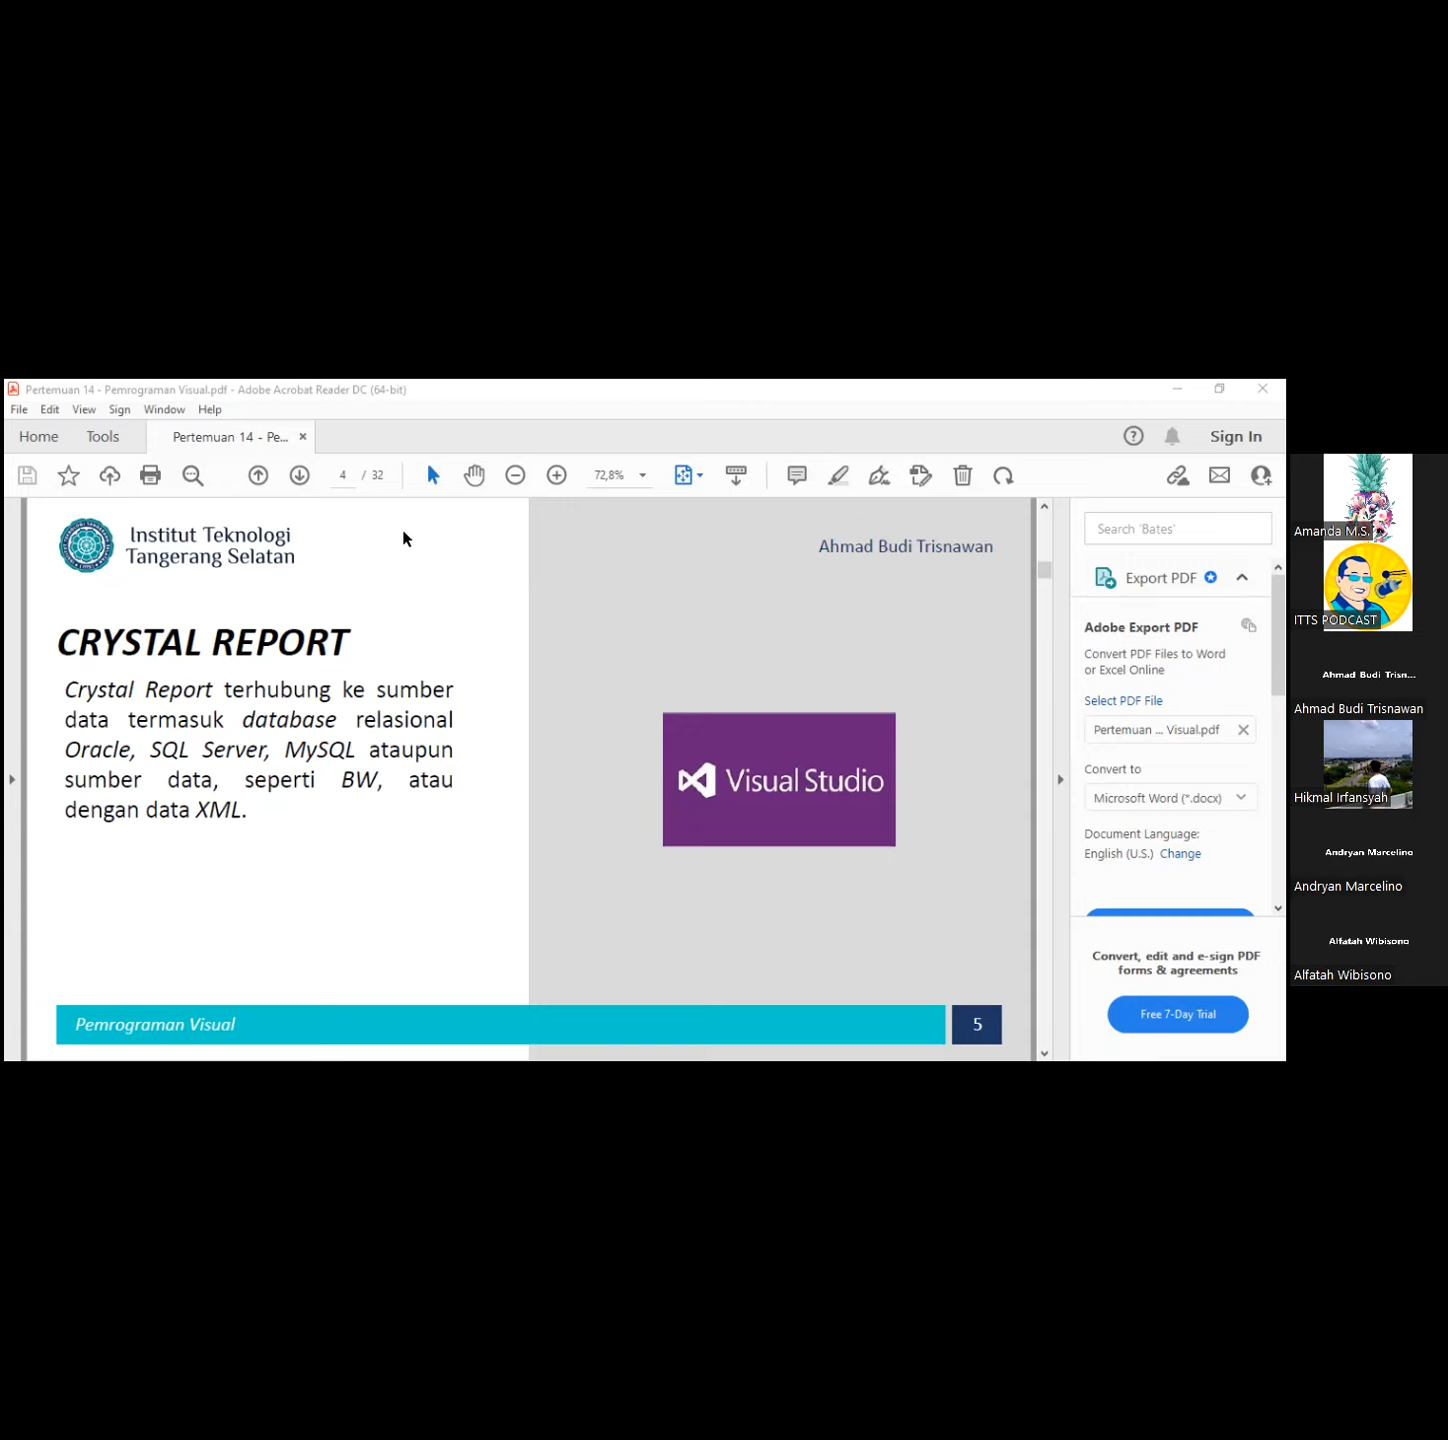 Pertemuan 14 - Pemrograman Visual.pdf - Adobe Acrobat Reader DC (64-bit)
File Edit View Sign Window Help
Home Tools Pertemuan 14 - Pe... × Sign In
4 / 32 72,8%
Institut Teknologi
Tangerang Selatan
Ahmad Budi Trisnawan
CRYSTAL REPORT
Crystal Report terhubung ke sumber
data termasuk database relasional
Oracle, SQL Server, MySQL ataupun
sumber data, seperti BW, atau
dengan data XML.
Visual Studio
Pemrograman Visual
5
Search 'Bates'
Export PDF
Adobe Export PDF
Convert PDF Files to Word
or Excel Online
Select PDF File
Pertemuan ... Visual.pdf
Convert to
Microsoft Word (*.docx)
Document Language:
English (U.S.) Change
Convert, edit and e-sign PDF
forms & agreements
Free 7-Day Trial
Amanda M.S.
ITTS PODCAST
Ahmad Budi Trisn...
Ahmad Budi Trisnawan
Hikmal Irfansyah
Andryan Marcelino
Andryan Marcelino
Alfatah Wibisono
Alfatah Wibisono